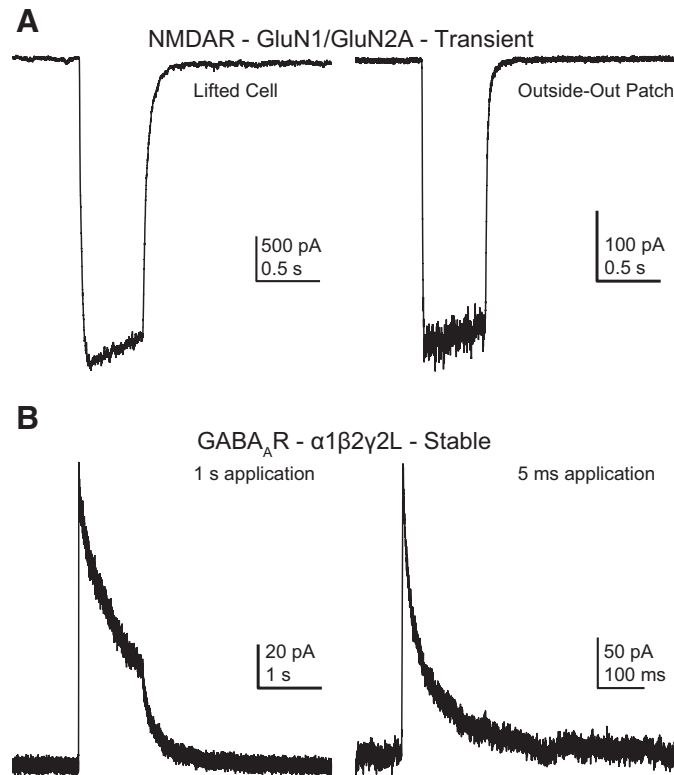 A
NMDAR - GluN1/GluN2A - Transient
Lifted Cell
Outside-Out Patch
500 pA
0.5 s
100 pA
0.5 s
B
GABA_AR - α1β2γ2L - Stable
1 s application
5 ms application
20 pA
1 s
50 pA
100 ms